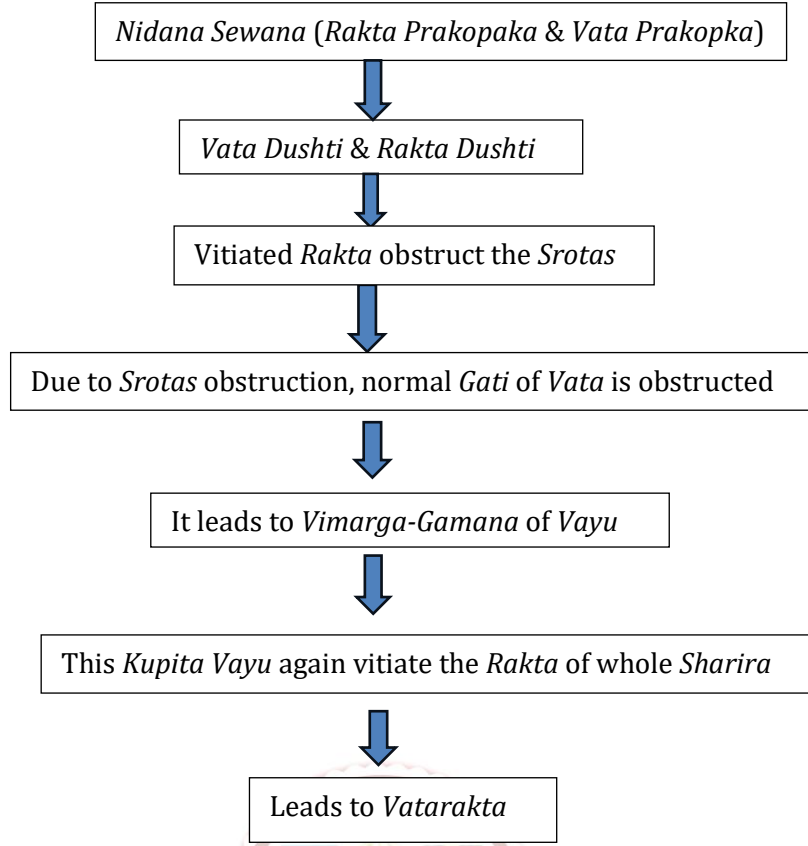 Nidana Sewana (Rakta Prakopaka & Vata Prakopka)
Vata Dushti & Rakta Dushti
Vitiated Rakta obstruct the Srotas
Due to Srotas obstruction, normal Gati of Vata is obstructed
It leads to Vimarga-Gamana of Vayu
This Kupita Vayu again vitiate the Rakta of whole Sharira
Leads to Vatarakta